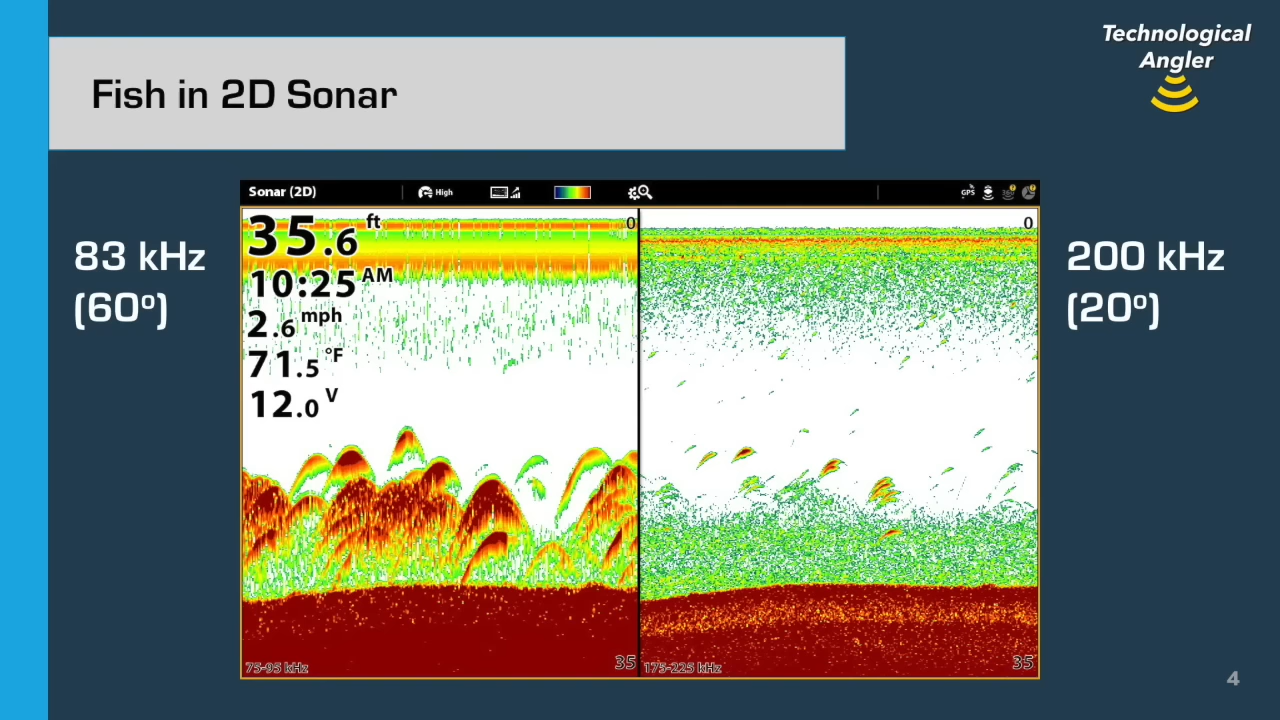 Technological
Angler
Fish in 2D Sonar
83 kHz
(60º)
200 kHz
(20º)
Sonar (2D)
High
GPS
35.6 ft
10:25 AM
2.6 mph
71.5 °F
12.0 V
0
0
75-95 kHz
35
175-225 kHz
35
4